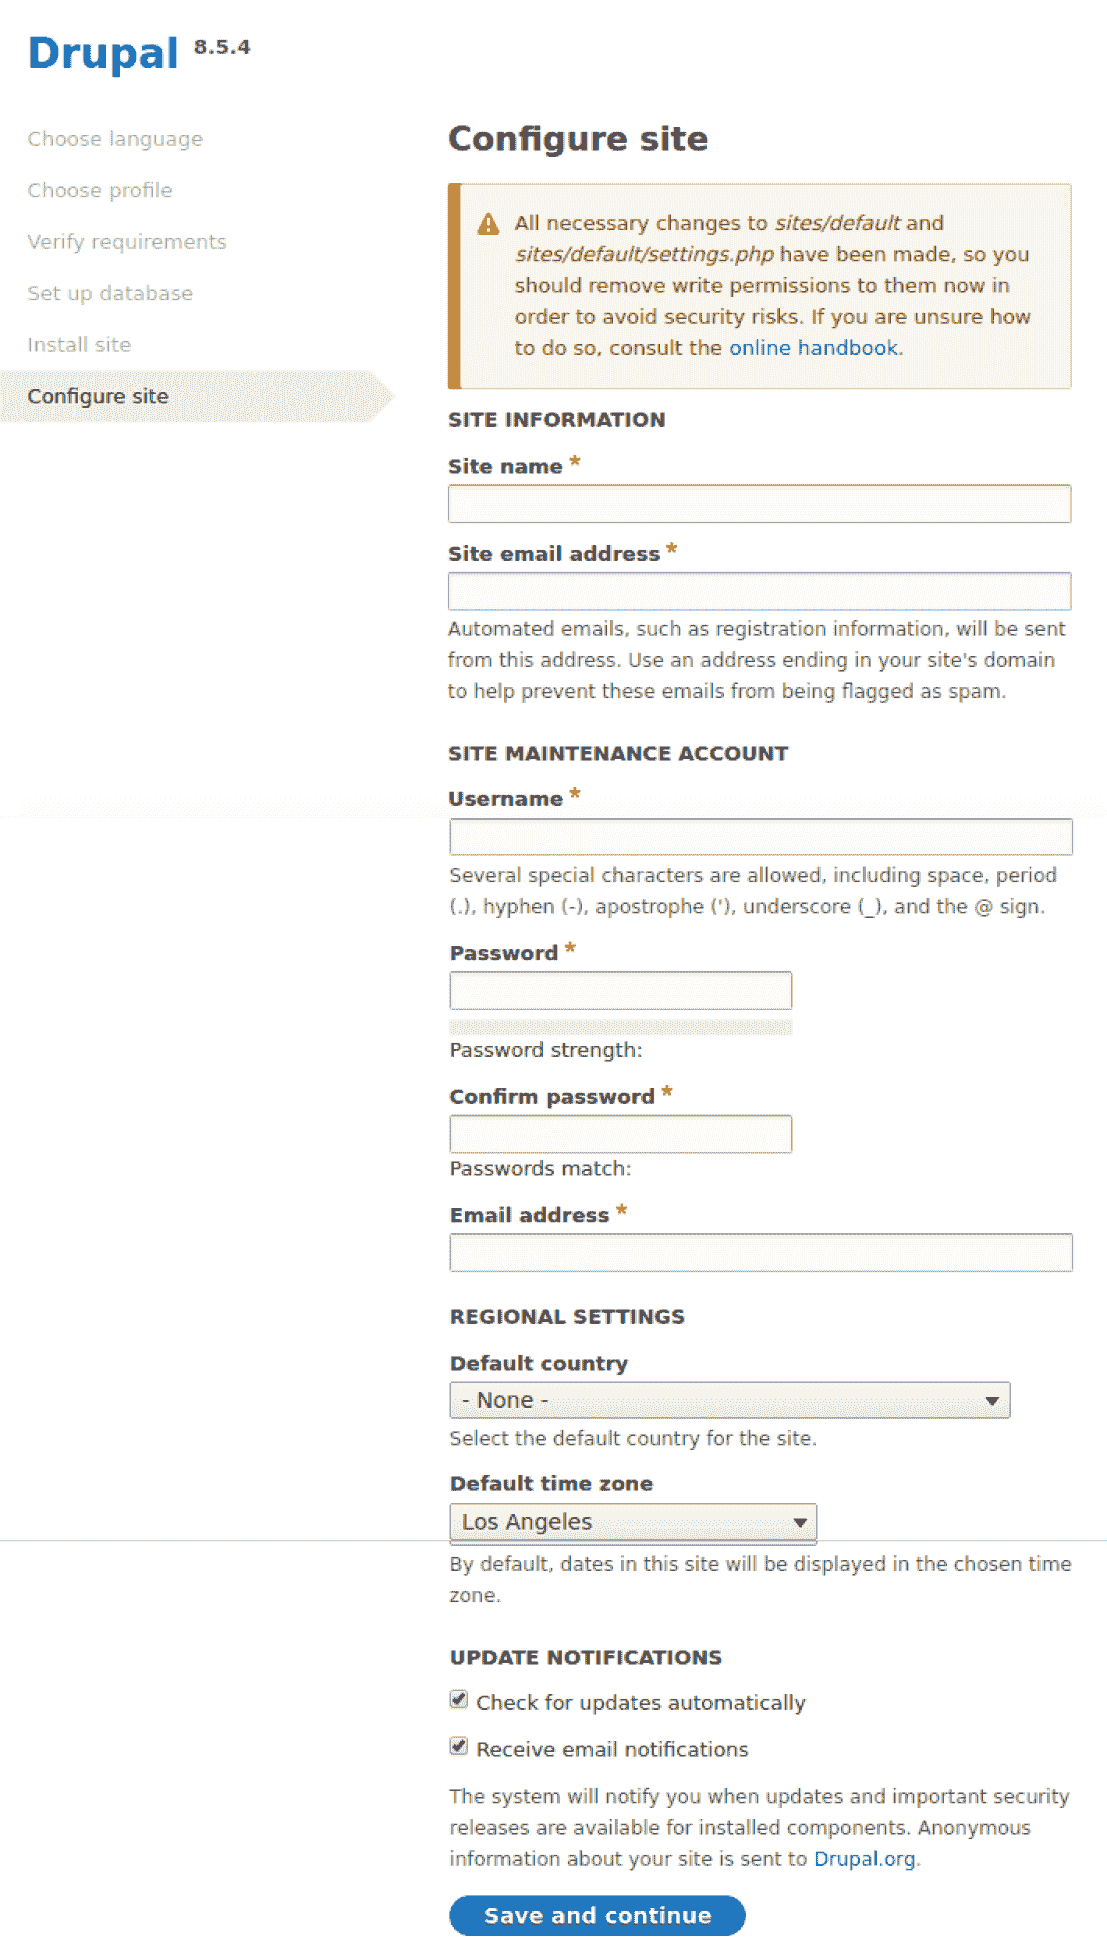 Drupal 8.5.4
Choose language
Choose profile
Verify requirements
Set up database
Install site
Configure site
Configure site
All necessary changes to sites/default and
sites/default/settings.php have been made, so you
should remove write permissions to them now in
order to avoid security risks. If you are unsure how
to do so, consult the online handbook.
SITE INFORMATION
Site name *
Site email address *
Automated emails, such as registration information, will be sent
from this address. Use an address ending in your site's domain
to help prevent these emails from being flagged as spam.
SITE MAINTENANCE ACCOUNT
Username *
Several special characters are allowed, including space, period
(.), hyphen (-), apostrophe ('), underscore (_), and the @ sign.
Password *
Password strength:
Confirm password *
Passwords match:
Email address *
REGIONAL SETTINGS
Default country
- None -
Select the default country for the site.
Default time zone
Los Angeles
By default, dates in this site will be displayed in the chosen time
zone.
UPDATE NOTIFICATIONS
Check for updates automatically
Receive email notifications
The system will notify you when updates and important security
releases are available for installed components. Anonymous
information about your site is sent to Drupal.org.
Save and continue